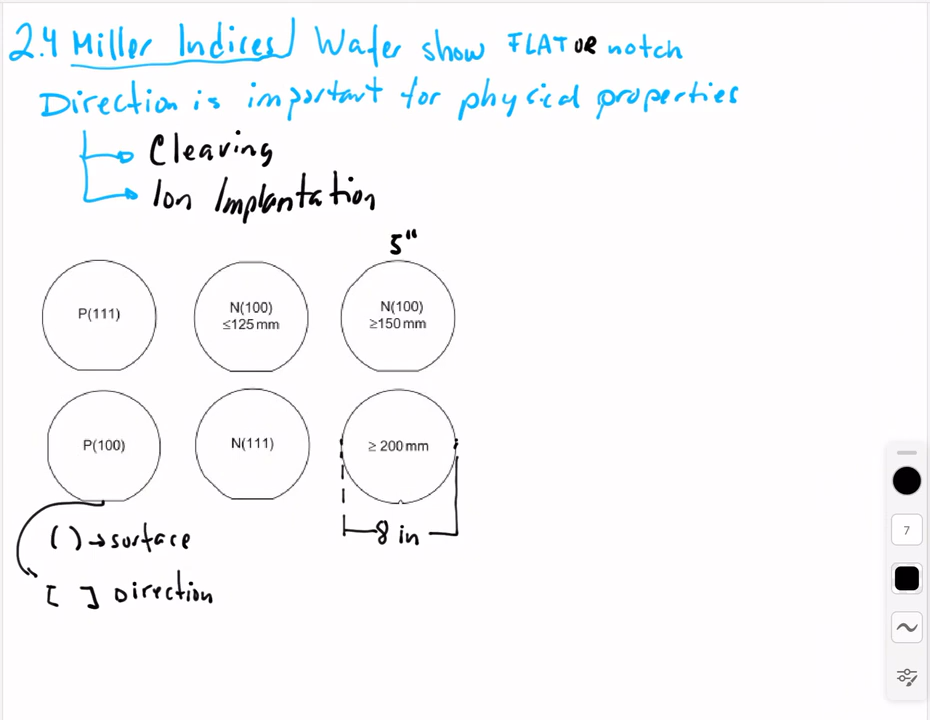 2.4 Miller Indices Wafer show FLAT OR notch
Direction is important for physical properties
Cleaving
Ion Implantation
5"
P(111)
N(100)
≤125 mm
N(100)
≥150 mm
P(100)
N(111)
≥ 200 mm
8 in
( ) → surface
[ ] Direction
7